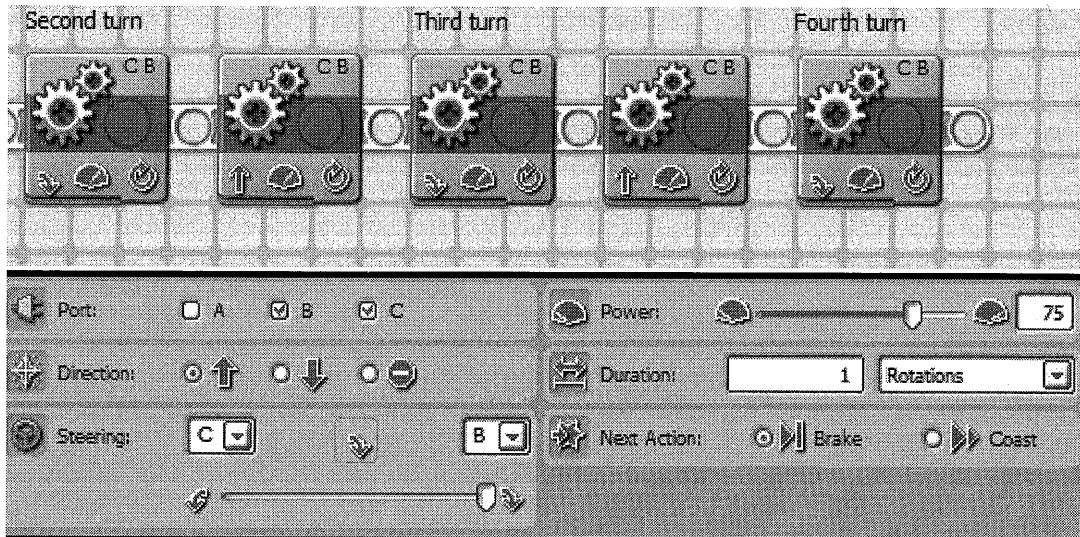 Second turn Third turn Fourth turn
C B C B C B C B C B
Port: A B C Power: 75
Direction: Duration: 1 Rotations
Steering: C B Next Action: Brake Coast